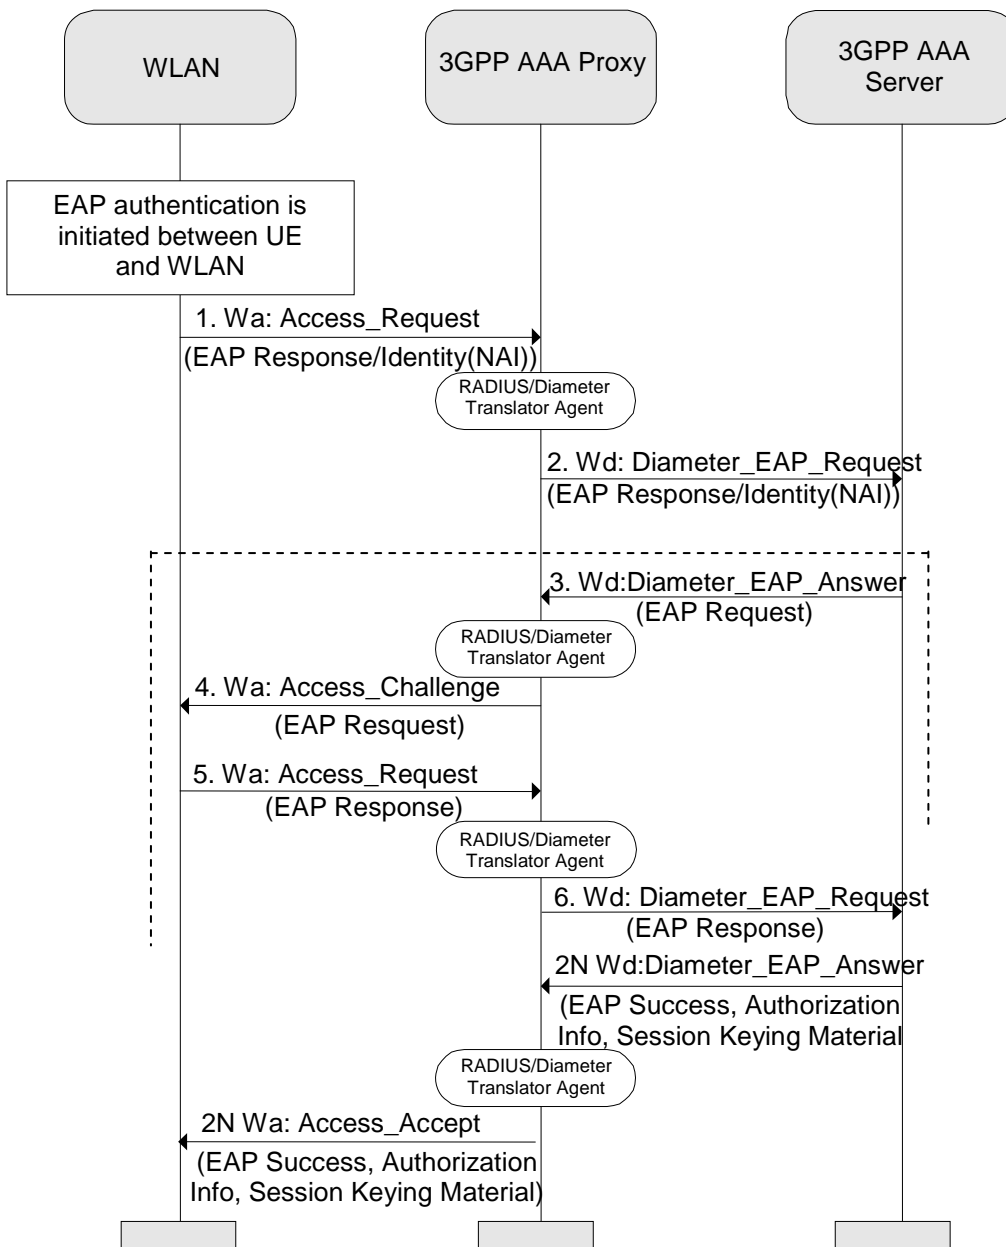 WLAN
3GPP AAA Proxy
3GPP AAA
Server
EAP authentication is
initiated between UE
and WLAN
1. Wa: Access_Request
(EAP Response/Identity(NAI))
RADIUS/Diameter
Translator Agent
2. Wd: Diameter_EAP_Request
(EAP Response/Identity(NAI))
3. Wd:Diameter_EAP_Answer
(EAP Request)
RADIUS/Diameter
Translator Agent
4. Wa: Access_Challenge
(EAP Resquest)
5. Wa: Access_Request
(EAP Response)
RADIUS/Diameter
Translator Agent
6. Wd: Diameter_EAP_Request
(EAP Response)
2N Wd:Diameter_EAP_Answer
(EAP Success, Authorization
Info, Session Keying Material
RADIUS/Diameter
Translator Agent
2N Wa: Access_Accept
(EAP Success, Authorization
Info, Session Keying Material)